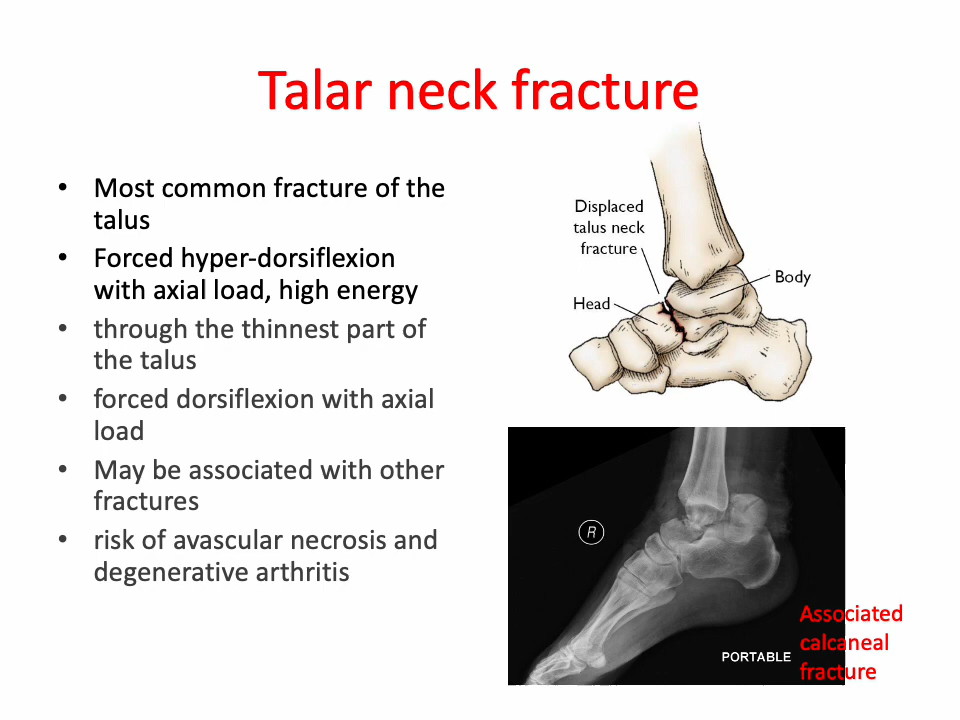 Talar neck fracture
• Most common fracture of the
talus
• Forced hyper-dorsiflexion
with axial load, high energy
• through the thinnest part of
the talus
• forced dorsiflexion with axial
load
• May be associated with other
fractures
• risk of avascular necrosis and
degenerative arthritis
Displaced
talus neck
fracture
Body
Head
R
PORTABLE
Associated
calcaneal
fracture